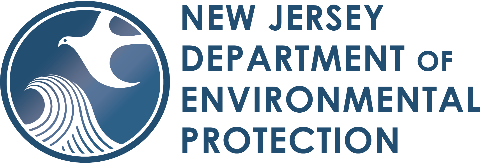 NEW JERSEY
DEPARTMENT OF
ENVIRONMENTAL
PROTECTION